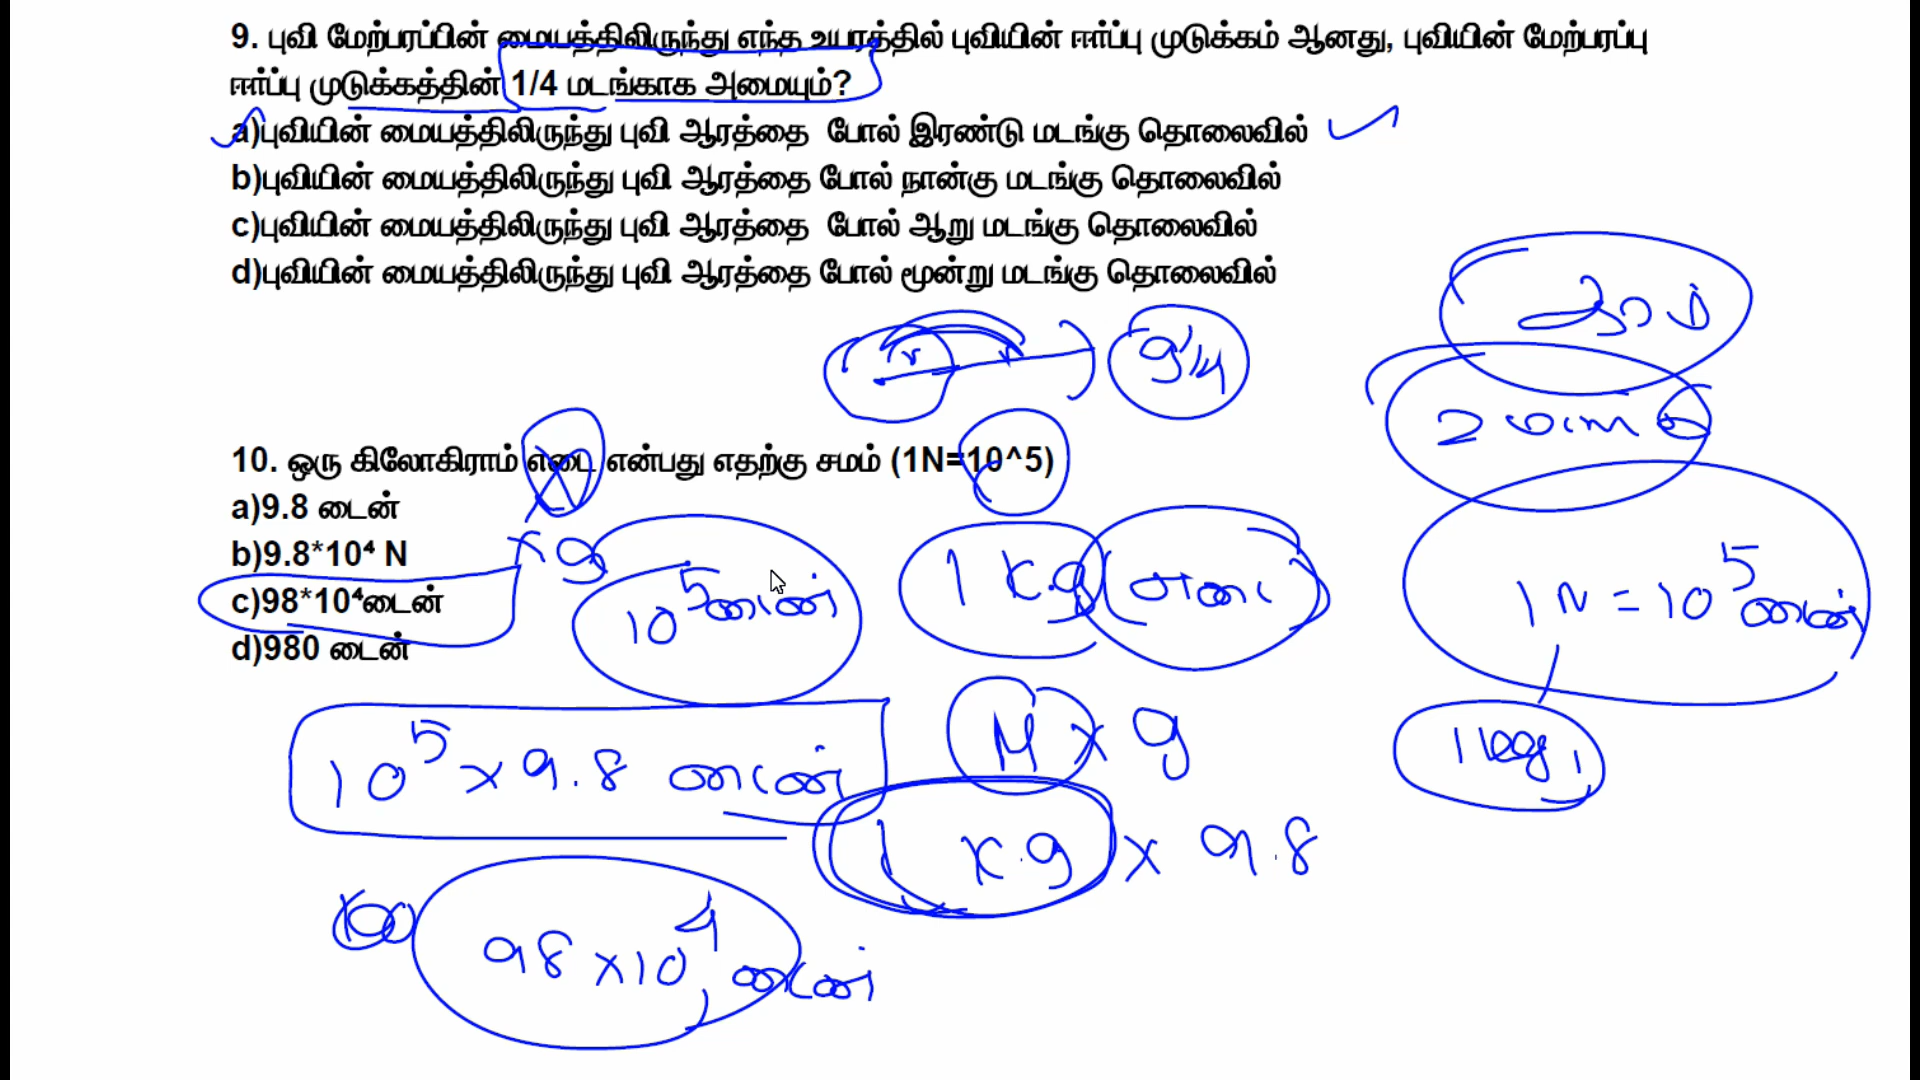 9. புவி மேற்பரப்பின் மையத்திலிருந்து எந்த உயரத்தில் புவியின் ஈர்ப்பு முடுக்கம் ஆனது, புவியின் மேற்பரப்பு
ஈர்ப்பு முடுக்கத்தின் 1/4 மடங்காக அமையும்?
a)புவியின் மையத்திலிருந்து புவி ஆரத்தை போல் இரண்டு மடங்கு தொலைவில்
b)புவியின் மையத்திலிருந்து புவி ஆரத்தை போல் நான்கு மடங்கு தொலைவில்
c)புவியின் மையத்திலிருந்து புவி ஆரத்தை போல் ஆறு மடங்கு தொலைவில்
d)புவியின் மையத்திலிருந்து புவி ஆரத்தை போல் மூன்று மடங்கு தொலைவில்
r r g 1/4
10. ஒரு கிலோகிராம் எடை என்பது எதற்கு சமம் (1N=10^5)
a)9.8 டைன்
b)9.8*10⁴ N
c)98*10⁴டைன்
d)980 டைன்
x g
10⁵ டைன்
1 k.g (எடை)
1 N = 10⁵ டைன்
M x g
10⁵ x 9.8 டைன்
1 k.g x 9.8
98 x 10⁴ டைன்